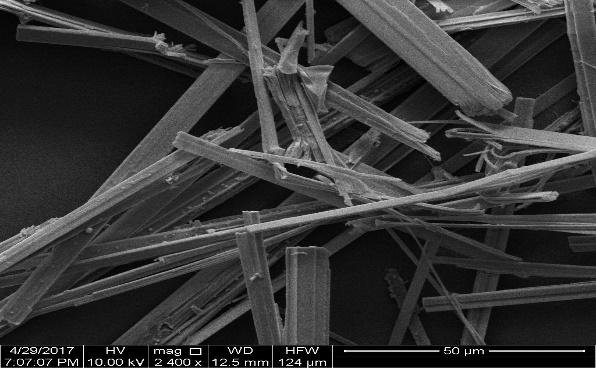 4/29/2017 HV mag □ WD HFW 50 µm
7:07:07 PM 10.00 kV 2 400 x 12.5 mm 124 µm